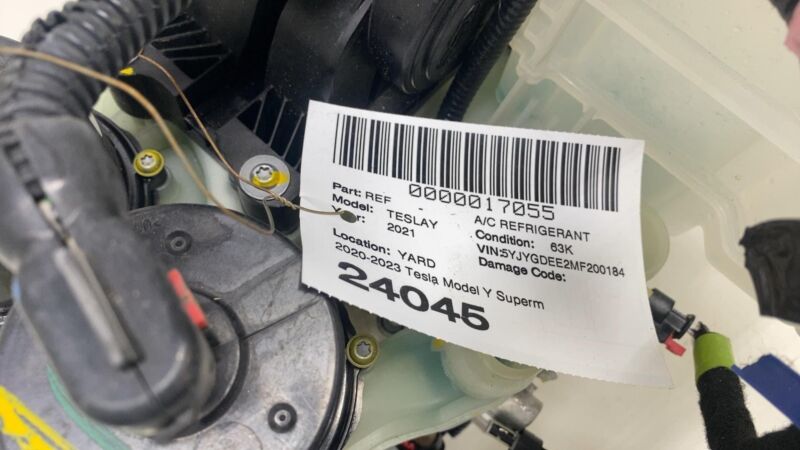 0000017055
Part: REF - A/C REFRIGERANT
Model: TESLAY Condition: 63K
Year: 2021 VIN:5YJYGDEE2MF200184
Location: YARD Damage Code:
2020-2023 Tesla Model Y Superm
24045